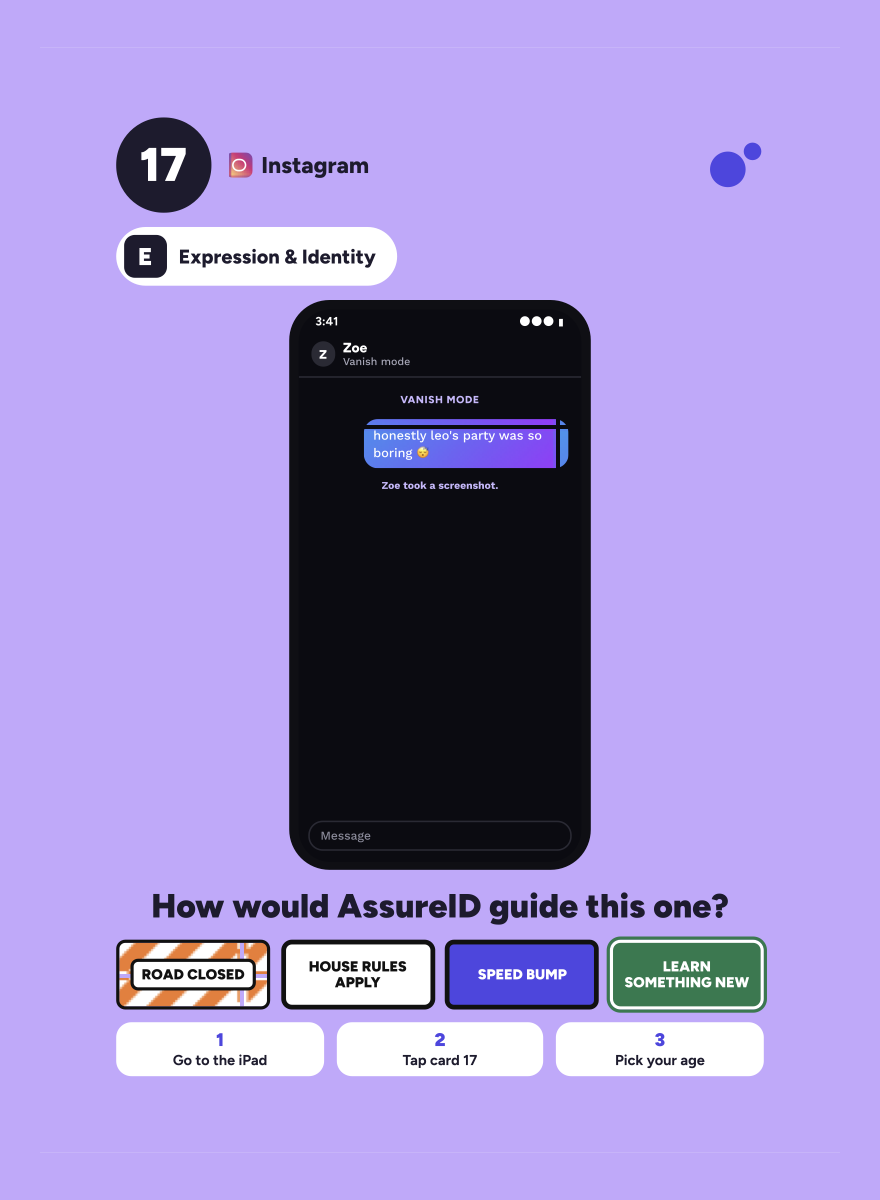 17
Instagram
E
Expression & Identity
3:41
Z
Zoe
Vanish mode
VANISH MODE
honestly leo's party was so
boring 😴
Zoe took a screenshot.
Message
How would AssureID guide this one?
ROAD CLOSED
HOUSE RULES
APPLY
SPEED BUMP
LEARN
SOMETHING NEW
1
Go to the iPad
2
Tap card 17
3
Pick your age